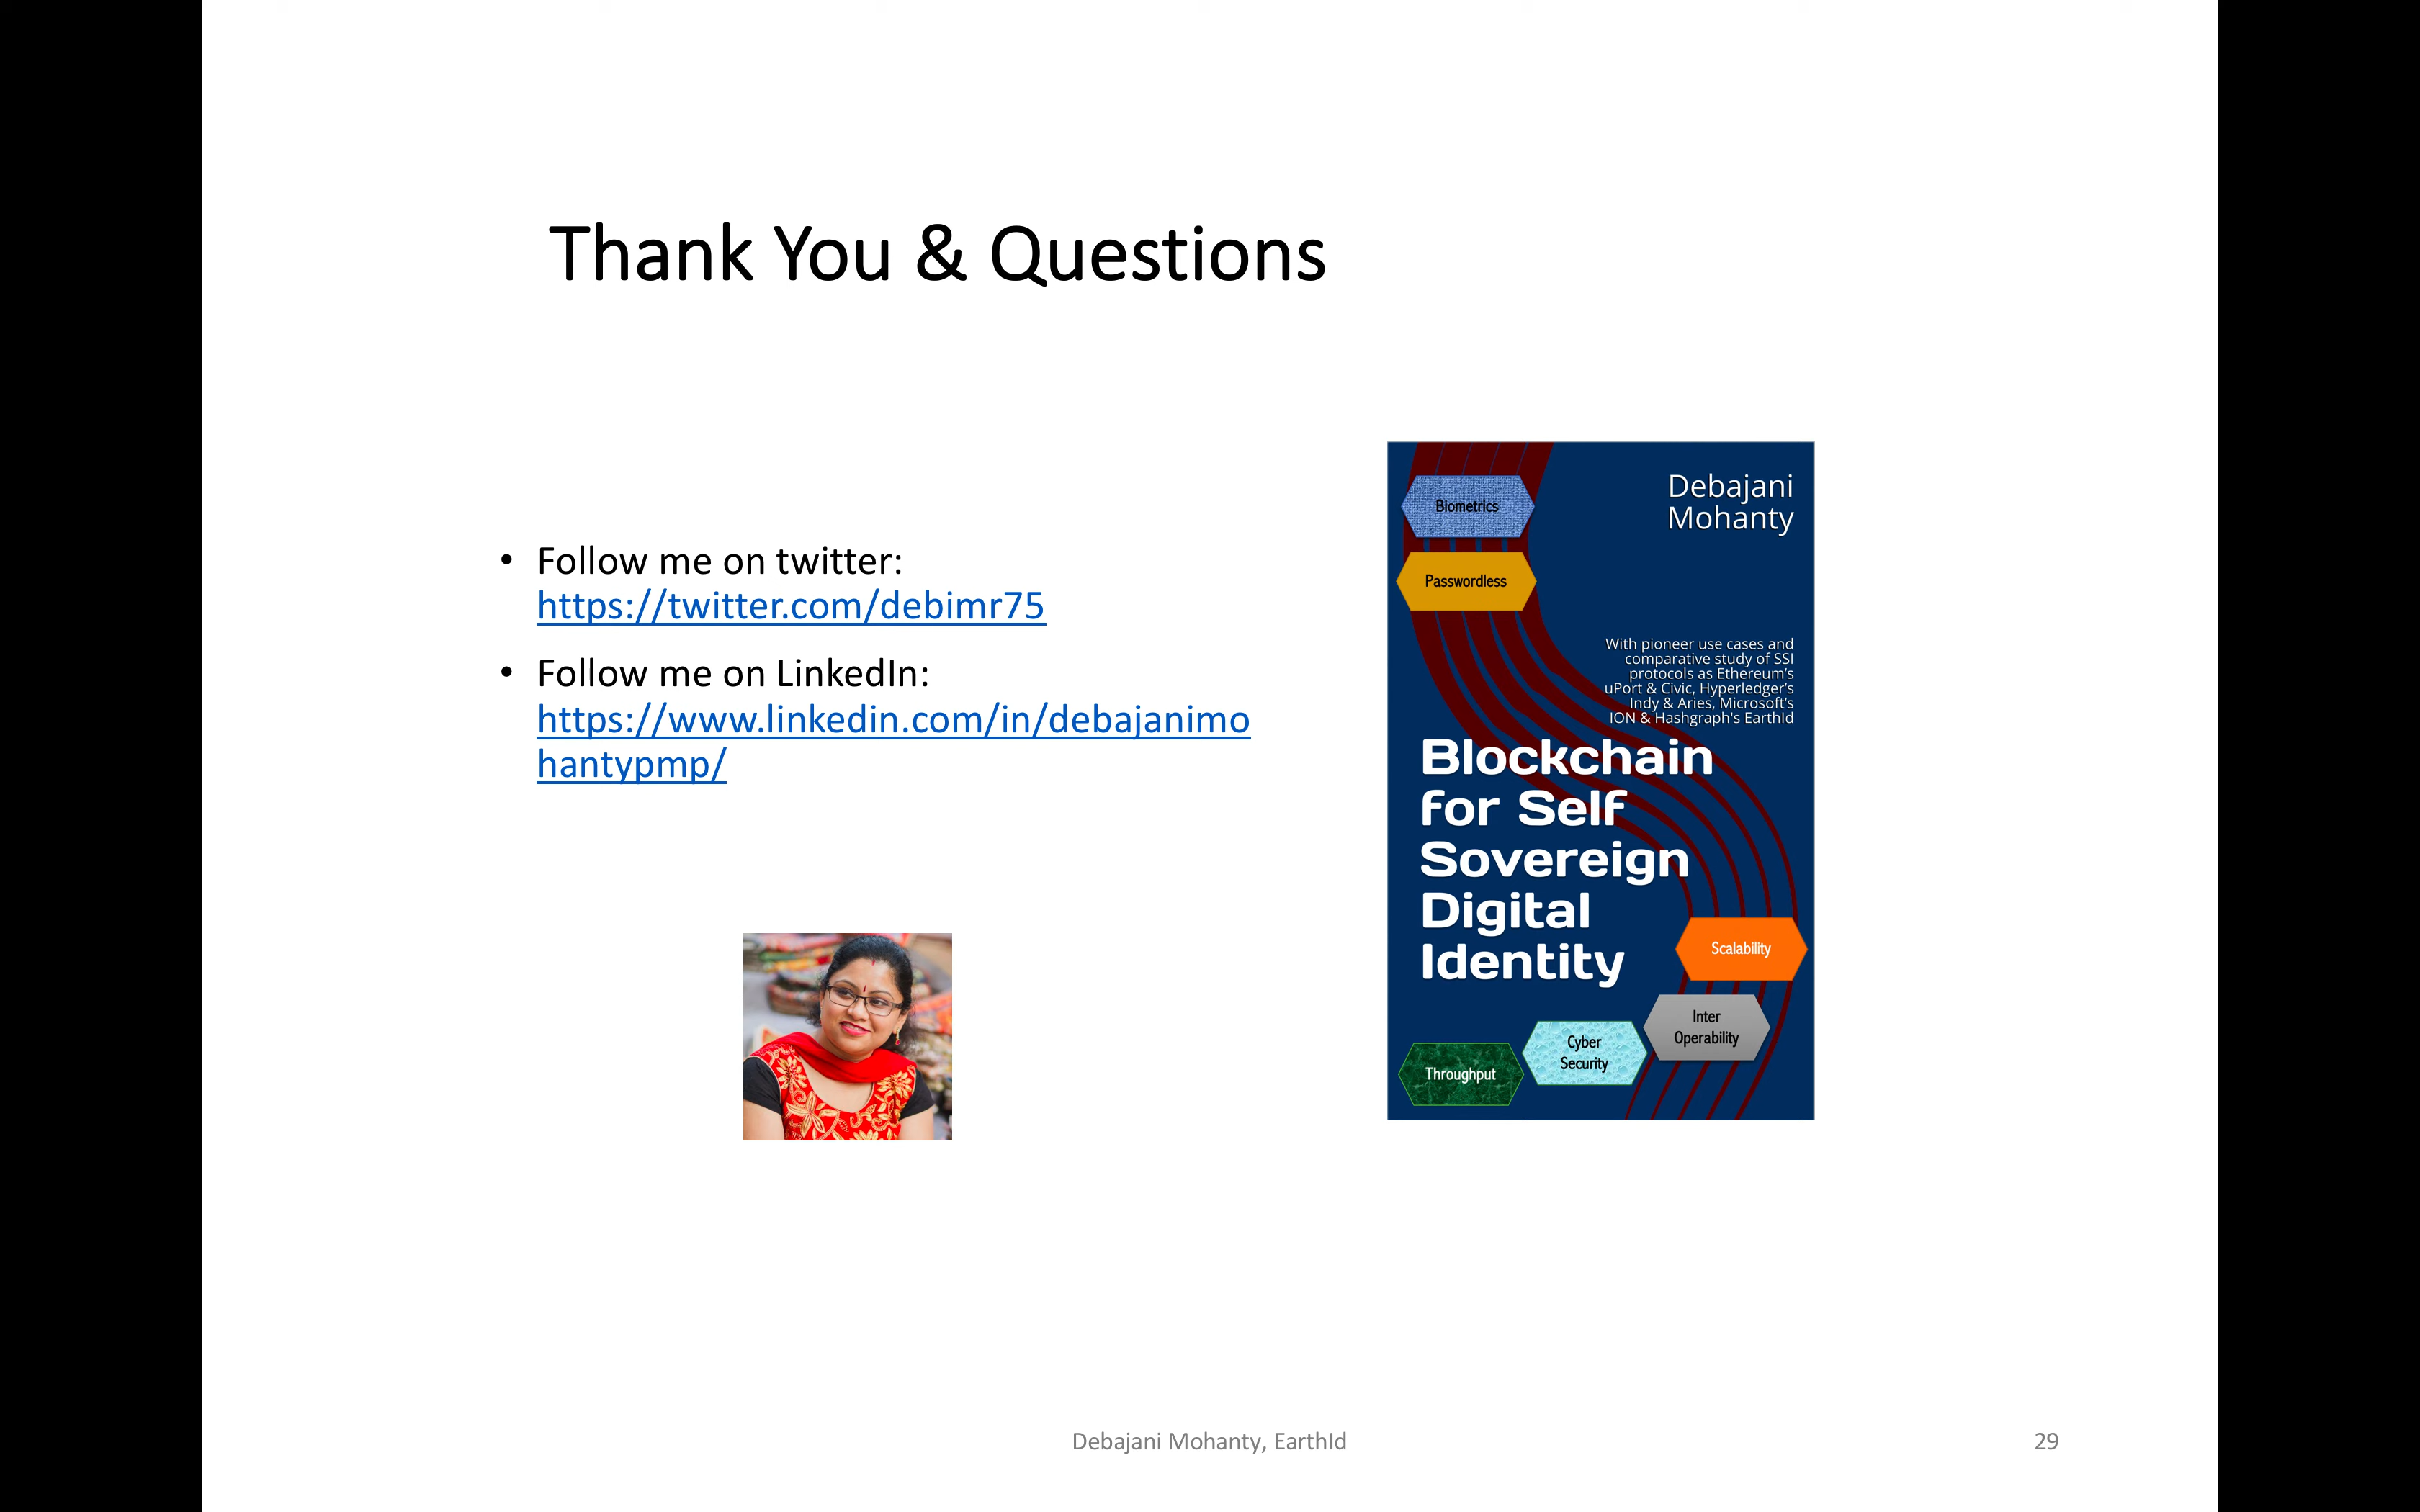 Thank You & Questions
• Follow me on twitter:
https://twitter.com/debimr75
• Follow me on LinkedIn:
https://www.linkedin.com/in/debajanimo
hantypmp/
Biometrics
Passwordless
Debajani
Mohanty
With pioneer use cases and
comparative study of SSI
protocols as Ethereum's
uPort & Civic, Hyperledger's
Indy & Aries, Microsoft's
ION & Hashgraph's EarthId
Blockchain
for Self
Sovereign
Digital
Identity
Scalability
Inter
Operability
Cyber
Security
Throughput
Debajani Mohanty, EarthId
29